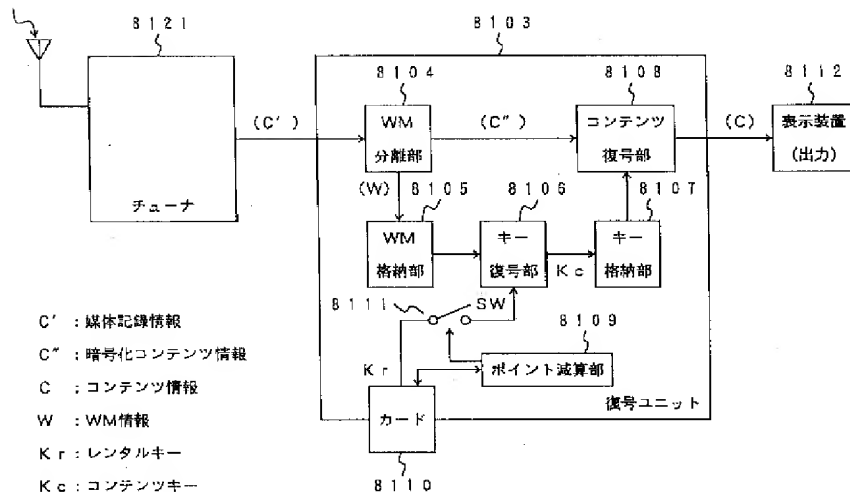 8121
8103
8104
8108
8112
(C')
WM
分離部
(C")
コンテンツ
復号部
(C)
表示装置
(出力)
(W)
8105
8106
8107
チューナ
WM
格納部
キー
復号部
Kc
キー
格納部
8111
SW
8109
Kr
ポイント減算部
カード
復号ユニット
8110
C' : 媒体記録情報
C" : 暗号化コンテンツ情報
C : コンテンツ情報
W : WM情報
Kr : レンタルキー
Kc : コンテンツキー